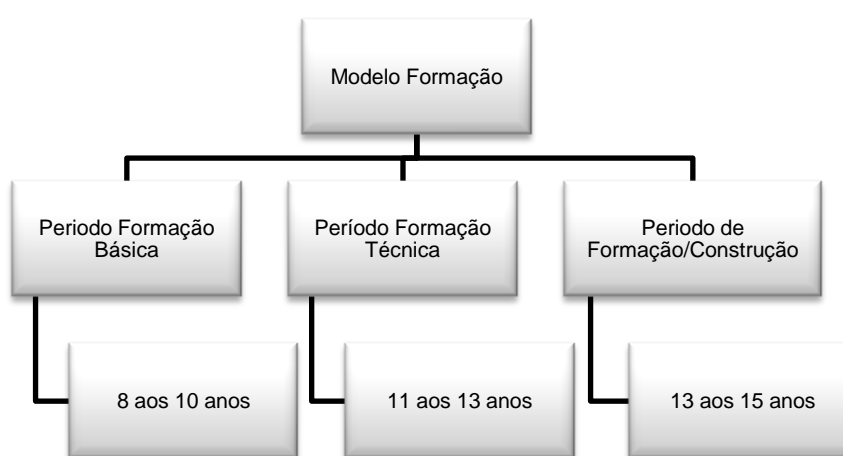 Modelo Formação
Periodo Formação
Básica
Período Formação
Técnica
Periodo de
Formação/Construção
8 aos 10 anos
11 aos 13 anos
13 aos 15 anos